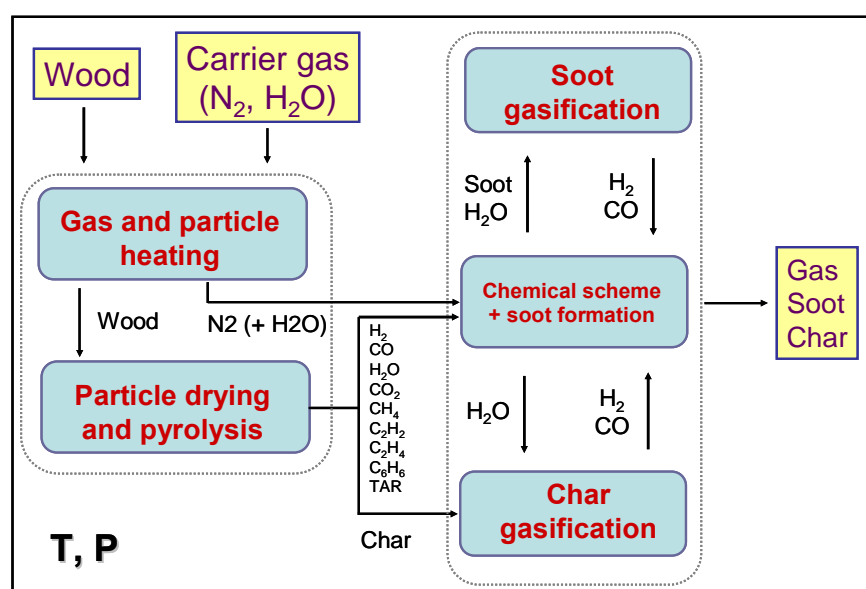 Wood
Carrier gas
(N₂, H₂O)
Gas and particle
heating
Wood
N2 (+ H2O)
Particle drying
and pyrolysis
H₂
CO
H₂O
CO₂
CH₄
C₂H₂
C₂H₄
C₆H₆
TAR
Char
T, P
Soot
gasification
Soot
H₂O
H₂
CO
Chemical scheme
+ soot formation
H₂O
H₂
CO
Char
gasification
Gas
Soot
Char